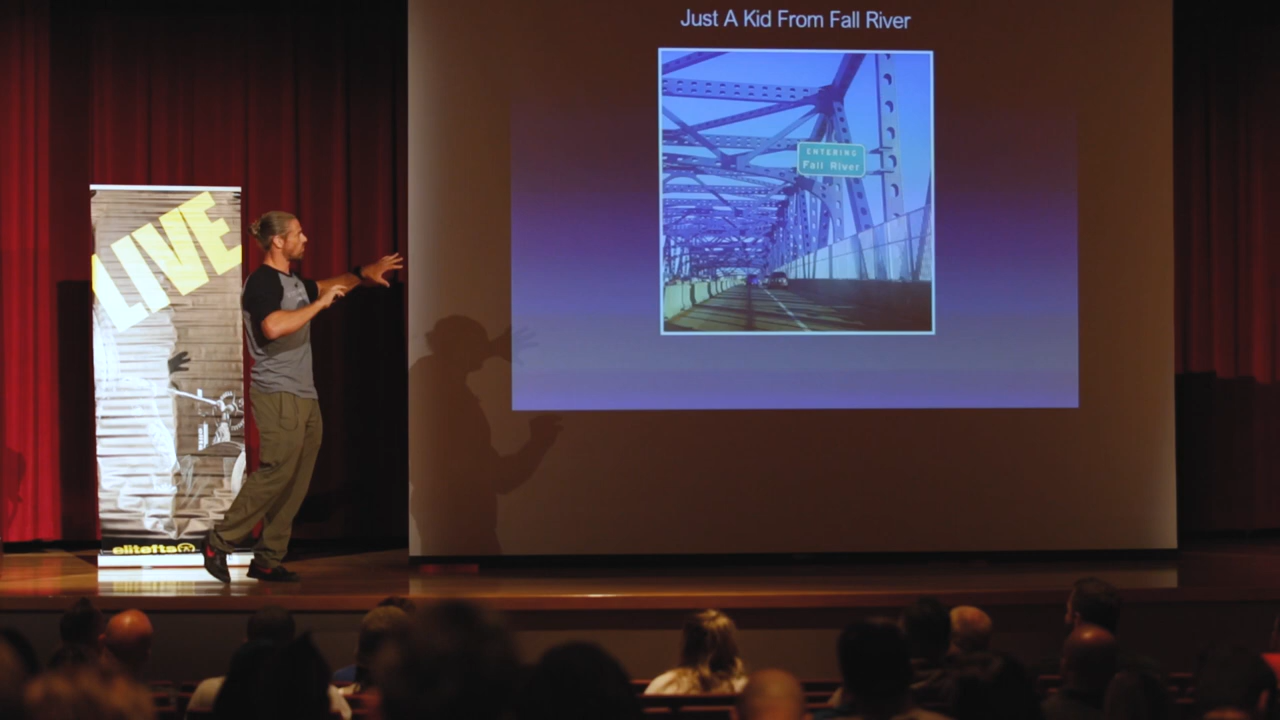 Just A Kid From Fall River
ENTERING
Fall River
LIVE
elitefts